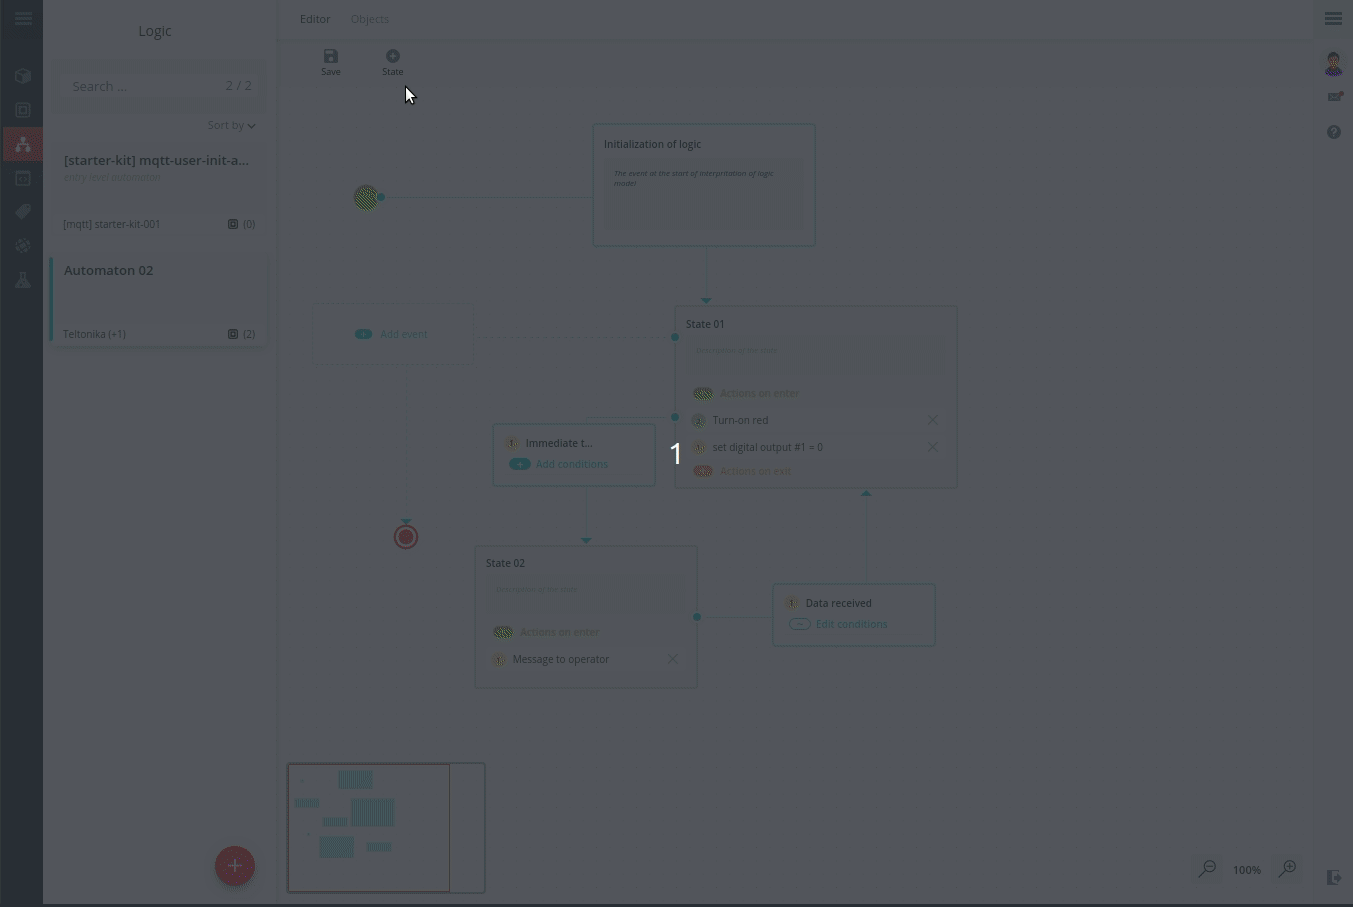 Logic
Search ...
2 / 2
Sort by
[starter-kit] mqtt-user-init-a...
entry level automaton
[mqtt] starter-kit-001
(0)
Automaton 02
Teltonika (+1)
(2)
Editor
Objects
Save
State
Initialization of logic
The event at the start of interpritation of logic
model
Add event
State 01
Description of the state
Actions on enter
Turn-on red
set digital output #1 = 0
Actions on exit
1
Immediate t...
Add conditions
State 02
Description of the state
Actions on enter
Message to operator
Data received
Edit conditions
100%